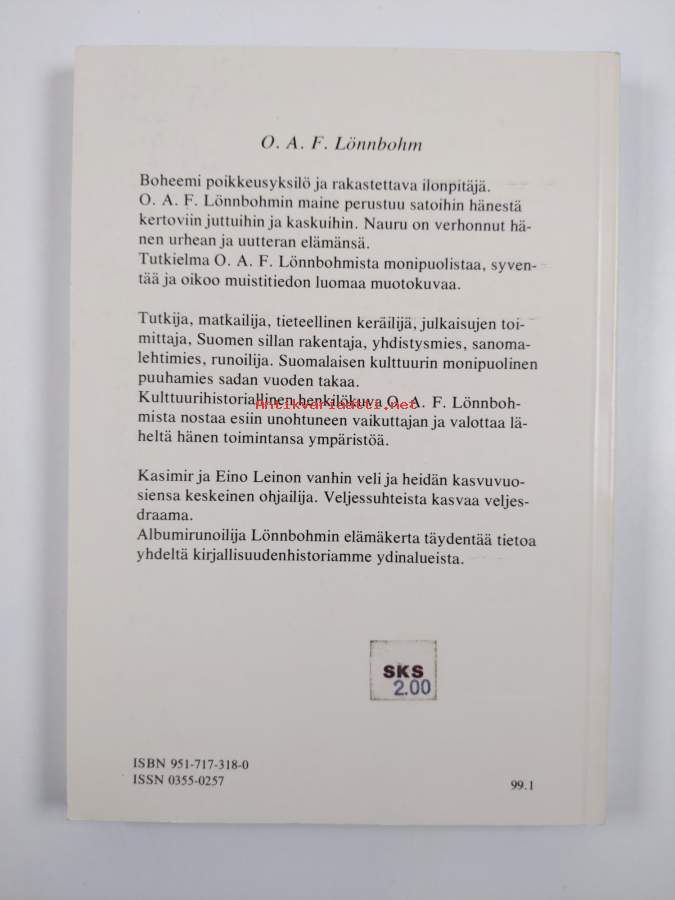 O. A. F. Lönnbohm
Boheemi poikkeusyksilö ja rakastettava ilonpitäjä.
O. A. F. Lönnbohmin maine perustuu satoihin hänestä
kertoviin juttuihin ja kaskuihin. Nauru on verhonnut hä-
nen urhean ja uutteran elämänsä.
Tutkielma O. A. F. Lönnbohmista monipuolistaa, syven-
tää ja oikoo muistitiedon luomaa muotokuvaa.
Tutkija, matkailija, tieteellinen keräilijä, julkaisujen toi-
mittaja, Suomen sillan rakentaja, yhdistysmies, sanoma-
lehtimies, runoilija. Suomalaisen kulttuurin monipuolinen
puuhamies sadan vuoden takaa.
Kulttuurihistoriallinen henkilökuva O. A. F. Lönnboh-
Antikvariaatti.net
mista nostaa esiin unohtuneen vaikuttajan ja valottaa lä-
heltä hänen toimintansa ympäristöä.
Kasimir ja Eino Leinon vanhin veli ja heidän kasvuvuo-
siensa keskeinen ohjailija. Veljessuhteista kasvaa veljes-
draama.
Albumirunoilija Lönnbohmin elämäkerta täydentää tietoa
yhdeltä kirjallisuudenhistoriamme ydinalueista.
SKS
2.00
ISBN 951-717-318-0
ISSN 0355-0257
99.1